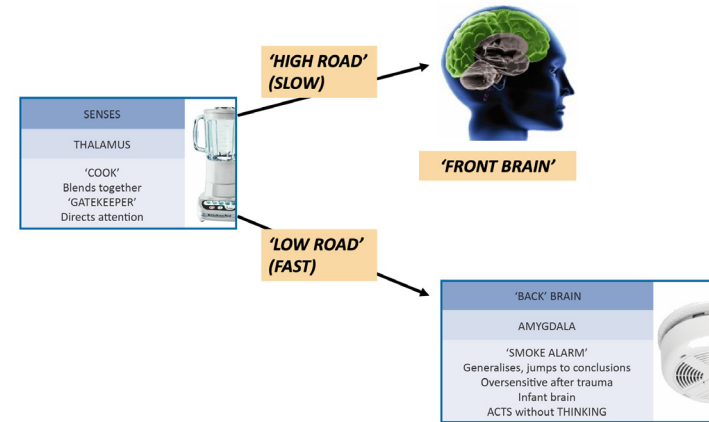 ‘HIGH ROAD’
(SLOW)
SENSES
THALAMUS
‘COOK’
Blends together
‘GATEKEEPER’
Directs attention
‘FRONT BRAIN’
‘LOW ROAD’
(FAST)
‘BACK’ BRAIN
AMYGDALA
‘SMOKE ALARM’
Generalises, jumps to conclusions
Oversensitive after trauma
Infant brain
ACTS without THINKING